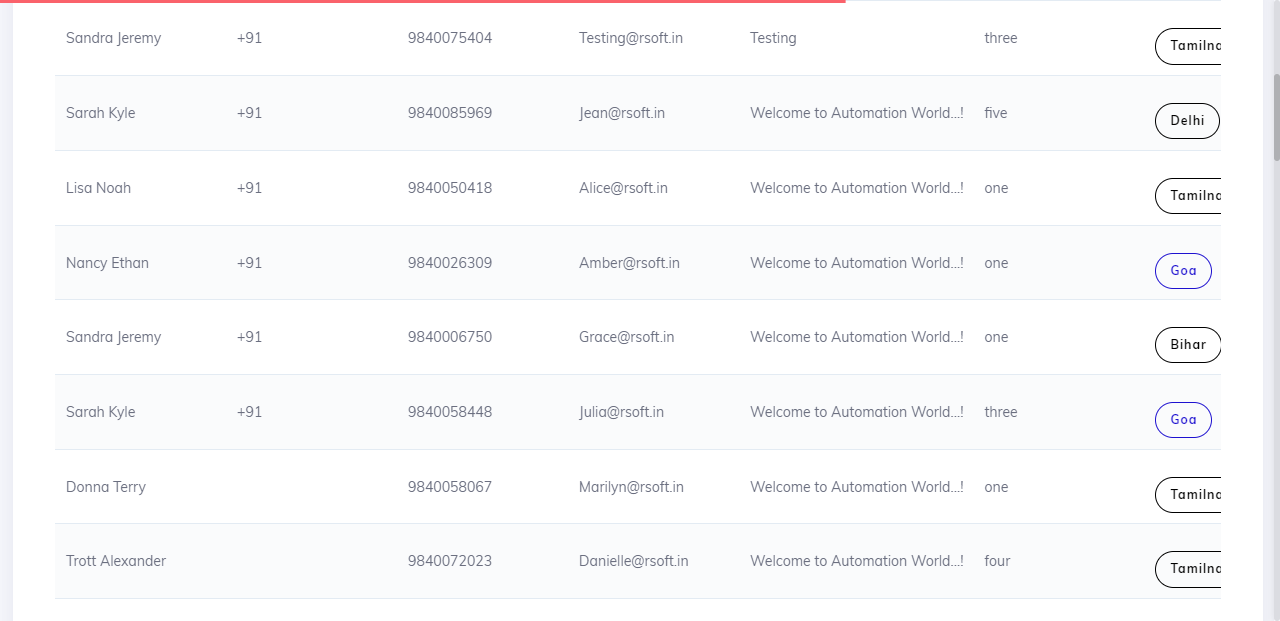 Sandra Jeremy +91 9840075404 Testing@rsoft.in Testing three Tamilna
Sarah Kyle +91 9840085969 Jean@rsoft.in Welcome to Automation World...! five Delhi
Lisa Noah +91 9840050418 Alice@rsoft.in Welcome to Automation World...! one Tamilna
Nancy Ethan +91 9840026309 Amber@rsoft.in Welcome to Automation World...! one Goa
Sandra Jeremy +91 9840006750 Grace@rsoft.in Welcome to Automation World...! one Bihar
Sarah Kyle +91 9840058448 Julia@rsoft.in Welcome to Automation World...! three Goa
Donna Terry 9840058067 Marilyn@rsoft.in Welcome to Automation World...! one Tamilna
Trott Alexander 9840072023 Danielle@rsoft.in Welcome to Automation World...! four Tamilna